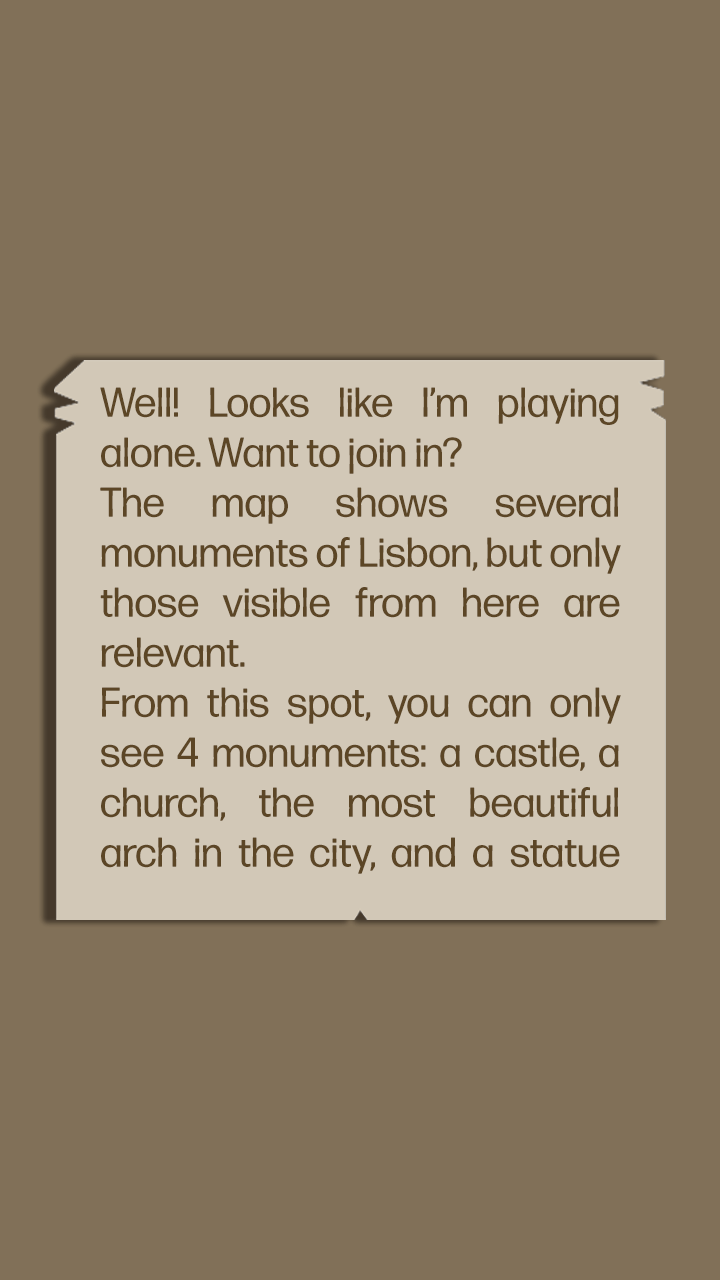 Well! Looks like I’m playing
alone. Want to join in?
The map shows several
monuments of Lisbon, but only
those visible from here are
relevant.
From this spot, you can only
see 4 monuments: a castle, a
church, the most beautiful
arch in the city, and a statue